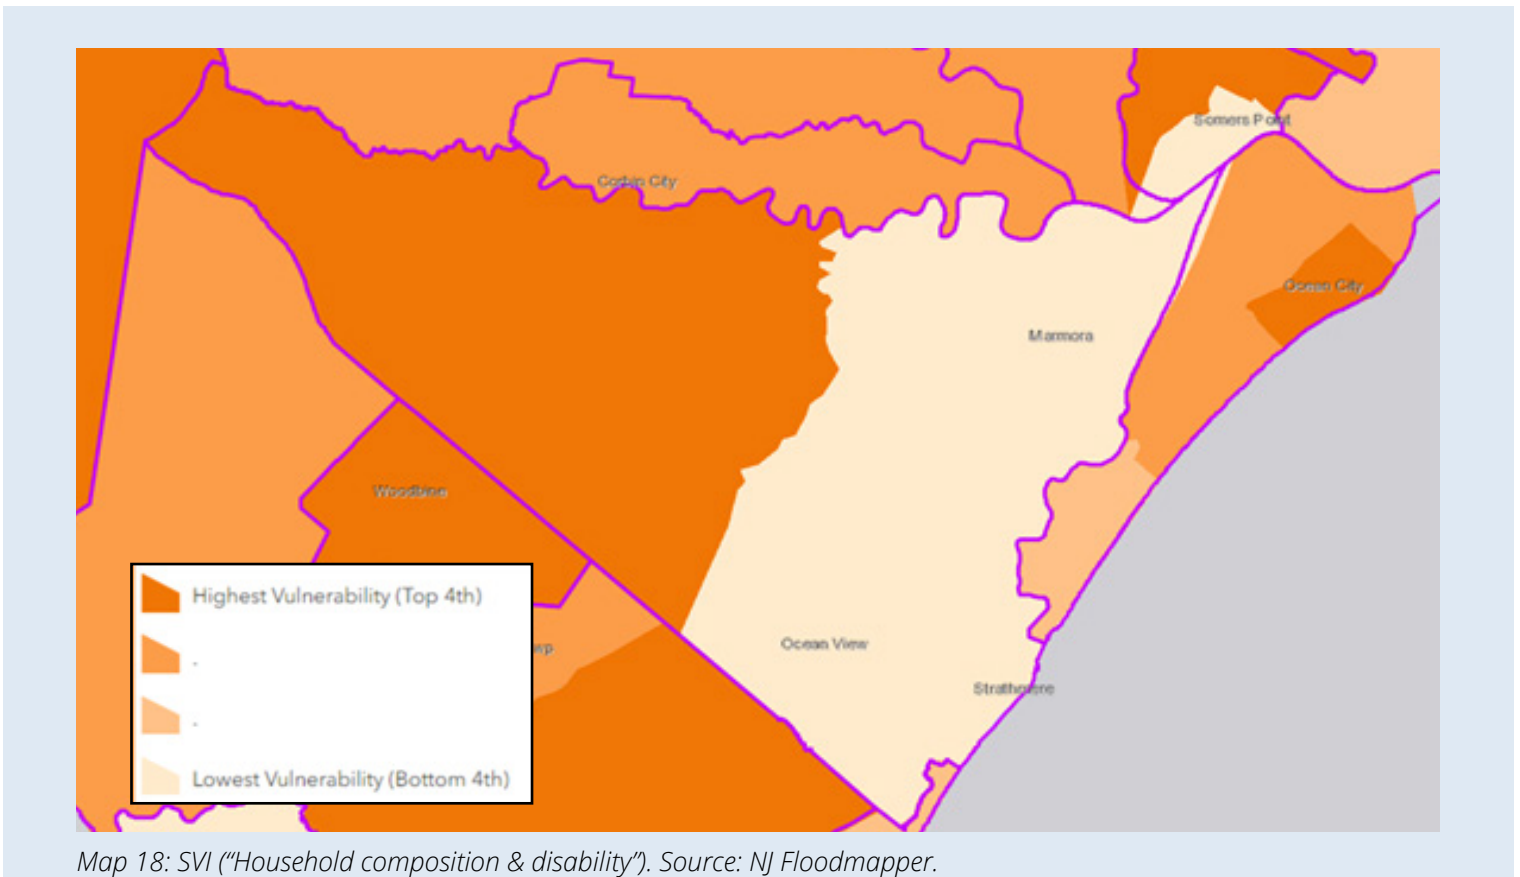 Somers Point
Corbin City
Ocean City
Marmora
Woodbine
Highest Vulnerability (Top 4th)
-
wp
Ocean View
Strathmere
-
Lowest Vulnerability (Bottom 4th)
Map 18: SVI (“Household composition & disability”). Source: NJ Floodmapper.